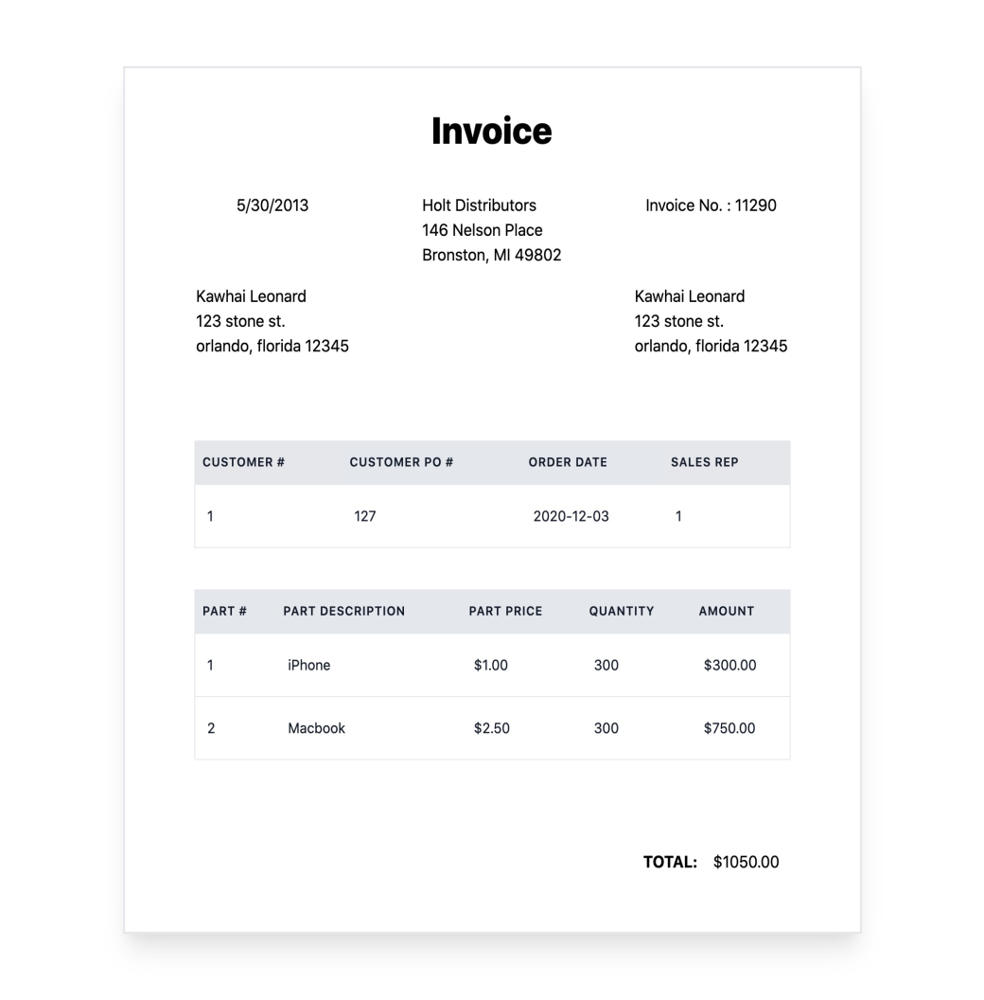 Invoice
5/30/2013
Holt Distributors
146 Nelson Place
Bronston, MI 49802
Invoice No. : 11290
Kawhai Leonard
123 stone st.
orlando, florida 12345
Kawhai Leonard
123 stone st.
orlando, florida 12345
CUSTOMER # CUSTOMER PO # ORDER DATE SALES REP
1 127 2020-12-03 1
PART # PART DESCRIPTION PART PRICE QUANTITY AMOUNT
1 iPhone $1.00 300 $300.00
2 Macbook $2.50 300 $750.00
TOTAL: $1050.00